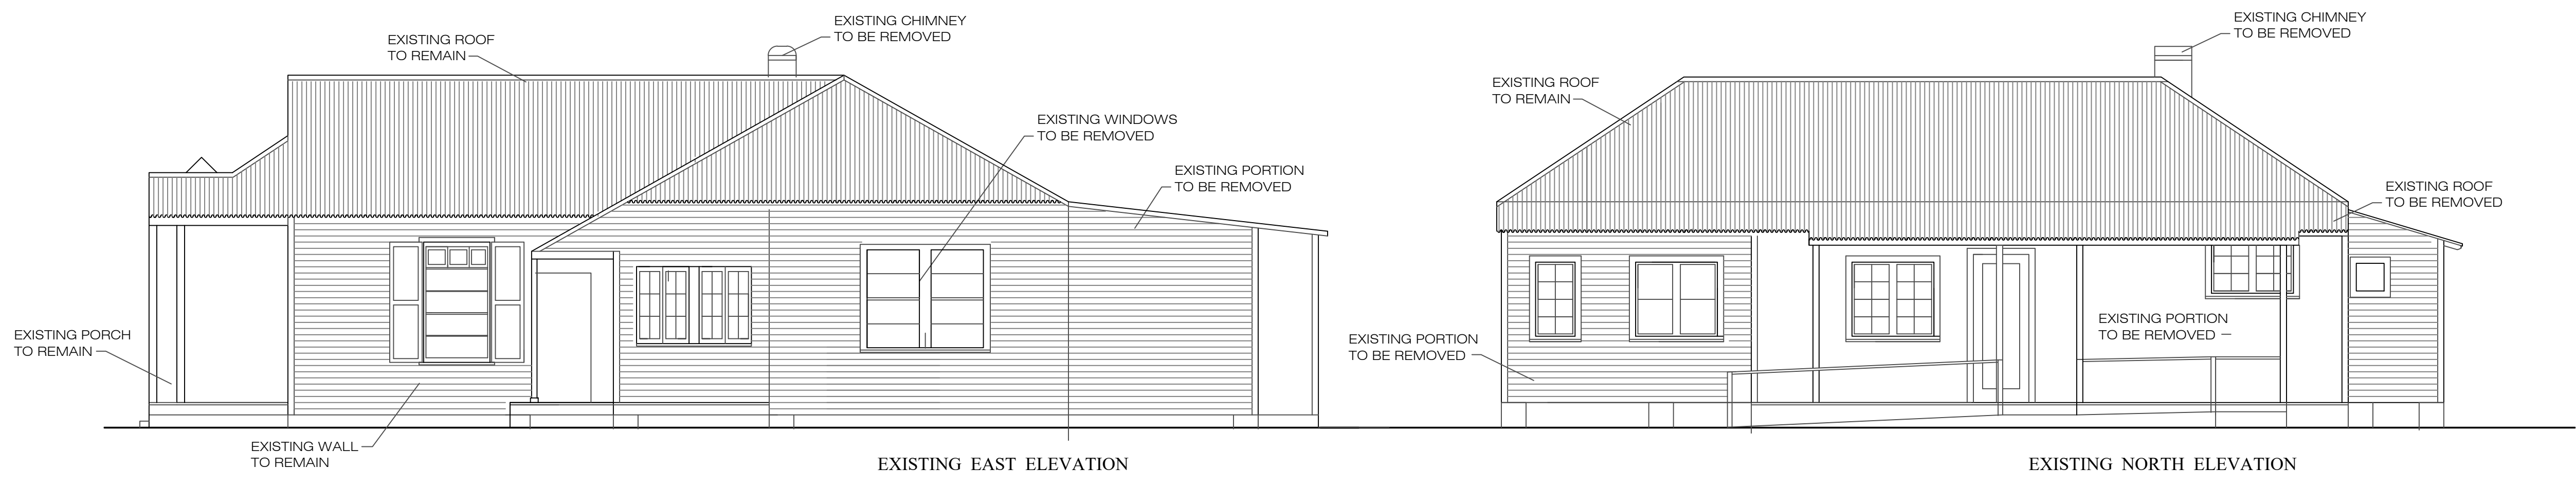 EXISTING ROOF
TO REMAIN
EXISTING CHIMNEY
TO BE REMOVED
EXISTING WINDOWS
TO BE REMOVED
EXISTING PORTION
TO BE REMOVED
EXISTING PORCH
TO REMAIN
EXISTING WALL
TO REMAIN
EXISTING EAST ELEVATION
EXISTING CHIMNEY
TO BE REMOVED
EXISTING ROOF
TO REMAIN
EXISTING ROOF
TO BE REMOVED
EXISTING PORTION
TO BE REMOVED
EXISTING PORTION
TO BE REMOVED
EXISTING NORTH ELEVATION